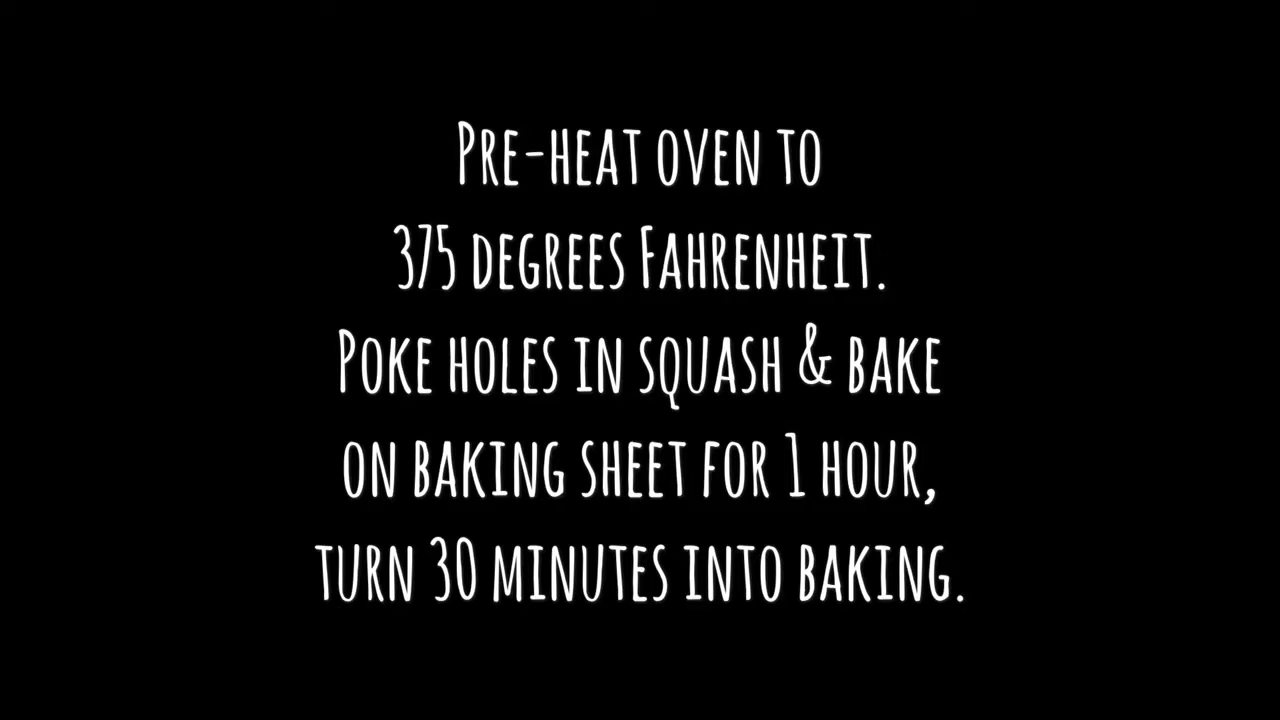 Pre-heat oven to
375 degrees Fahrenheit.
Poke holes in squash & bake
on baking sheet for 1 hour,
turn 30 minutes into baking.